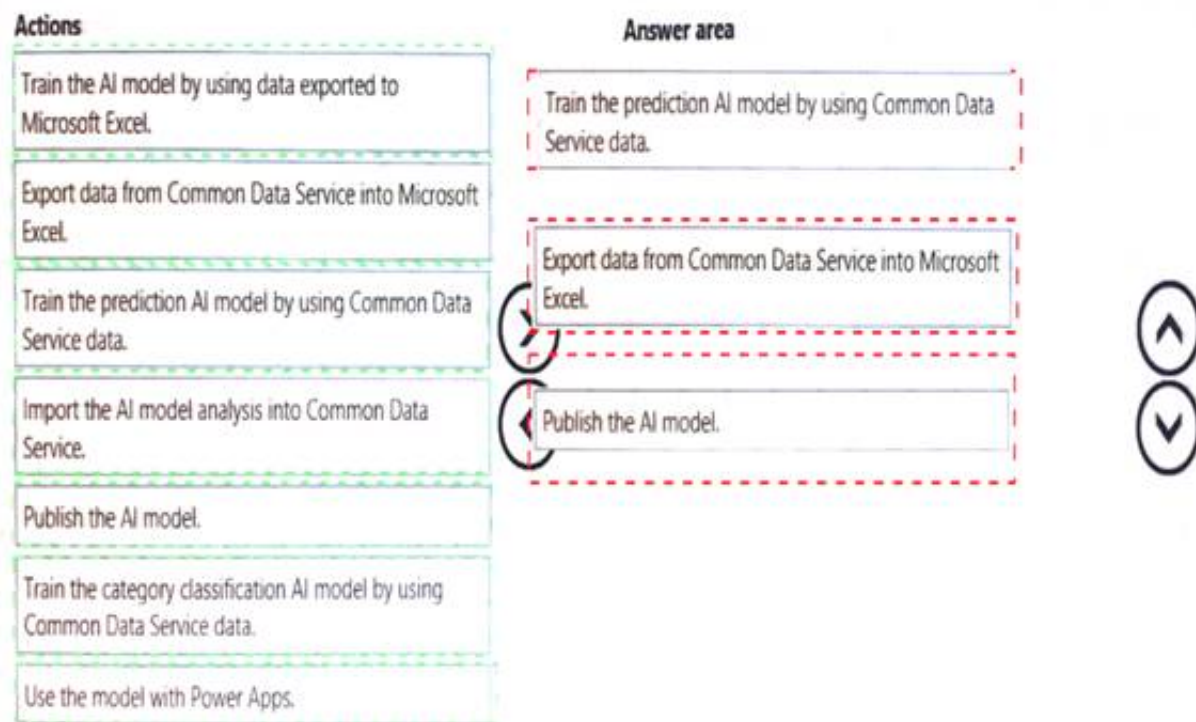 Actions
Train the AI model by using data exported to
Microsoft Excel.
Export data from Common Data Service into Microsoft
Excel.
Train the prediction AI model by using Common Data
Service data.
Import the AI model analysis into Common Data
Service.
Publish the AI model.
Train the category classification AI model by using
Common Data Service data.
Use the model with Power Apps.
Answer area
Train the prediction AI model by using Common Data
Service data.
Export data from Common Data Service into Microsoft
Excel.
Publish the AI model.